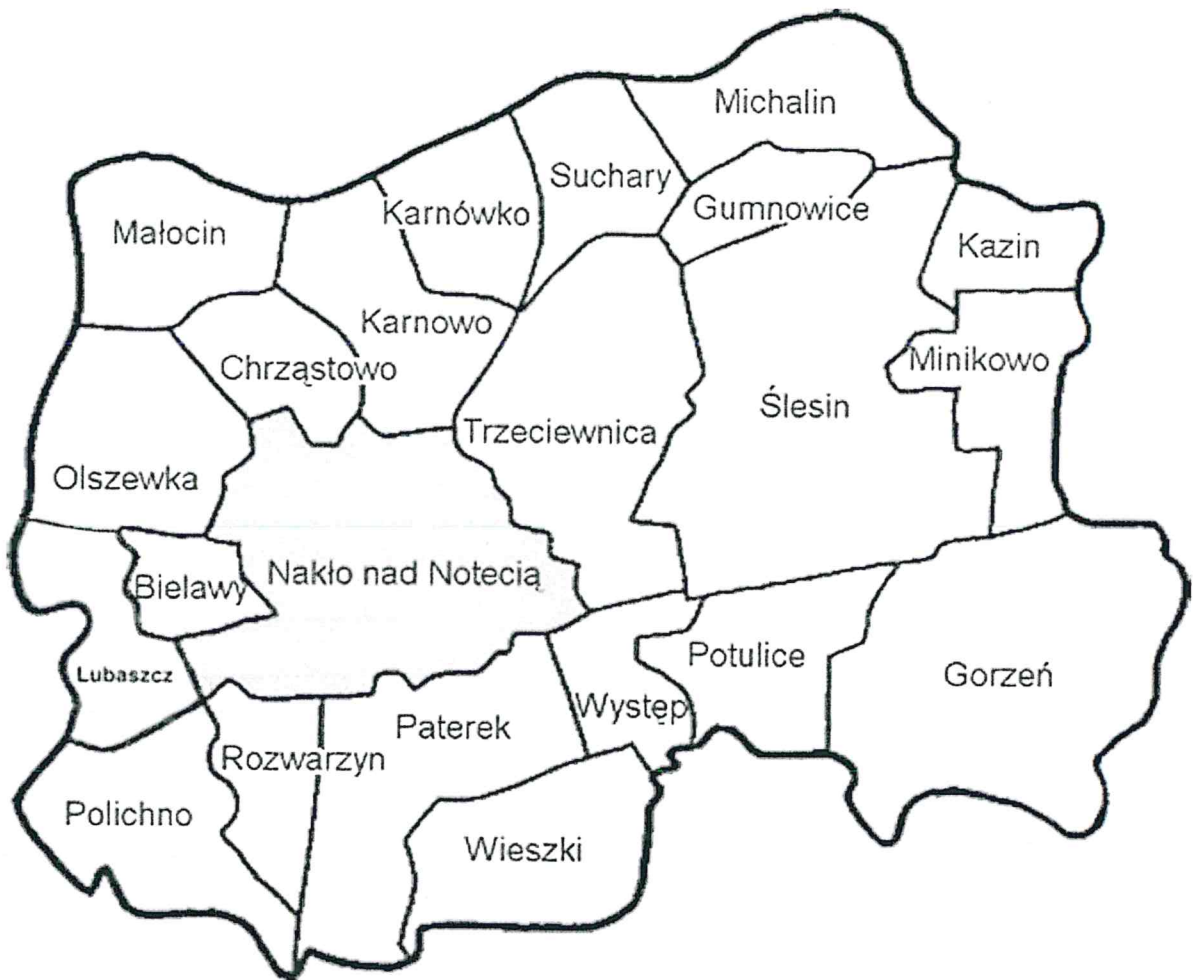 Michalin
Suchary
Karnówko
Gumnowice
Małocin
Kazin
Karnowo
Minikowo
Chrząstowo
Ślesin
Trzeciewnica
Olszewka
Nakło nad Notecią
Bielawy
Potulice
Lubaszcz
Gorzeń
Występ
Paterek
Rozwarzyn
Polichno
Wieszki